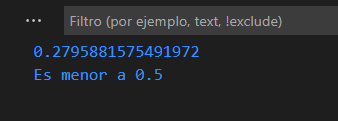 ... Filtro (por ejemplo, text, !exclude)
0.2795881575491972
Es menor a 0.5